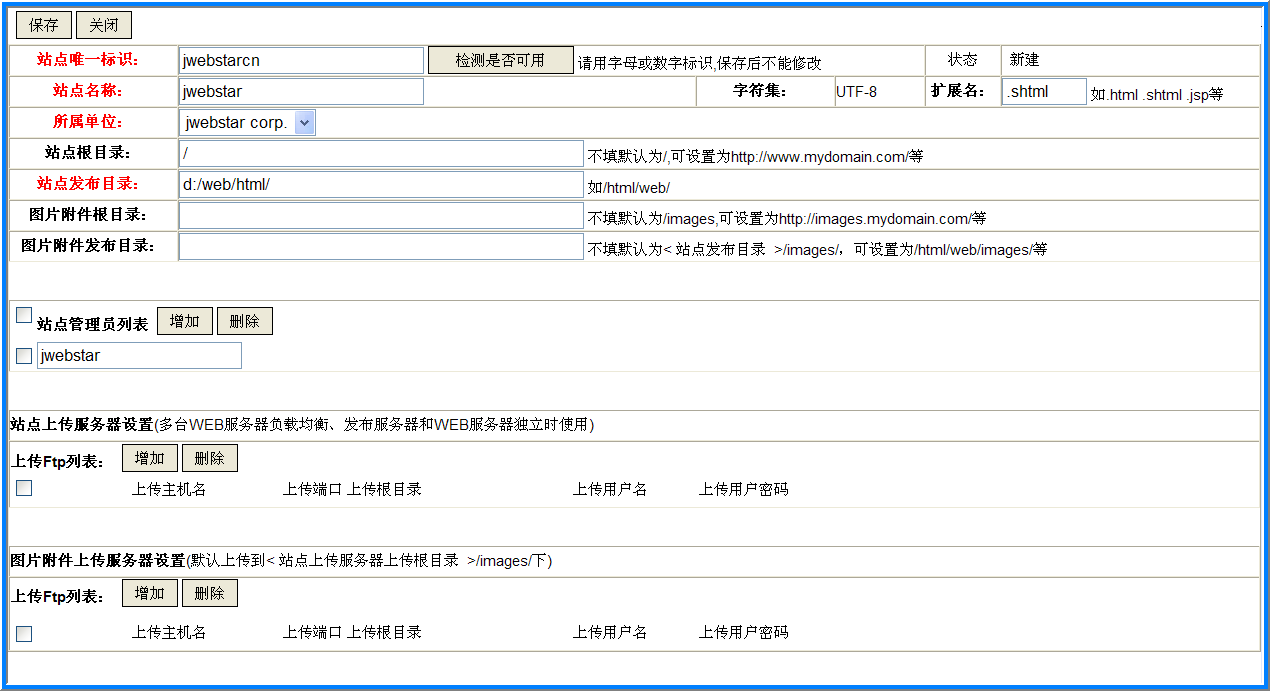 保存 关闭
站点唯一标识： jwebstarcn 检测是否可用 请用字母或数字标识,保存后不能修改 状态 新建
站点名称： jwebstar 字符集： UTF-8 扩展名： .shtml 如.html .shtml .jsp等
所属单位： jwebstar corp.
站点根目录： / 不填默认为/,可设置为http://www.mydomain.com/等
站点发布目录： d:/web/html/ 如/html/web/
图片附件根目录： 不填默认为/images,可设置为http://images.mydomain.com/等
图片附件发布目录： 不填默认为< 站点发布目录 >/images/，可设置为/html/web/images/等
站点管理员列表 增加 删除
jwebstar
站点上传服务器设置(多台WEB服务器负载均衡、发布服务器和WEB服务器独立时使用)
上传Ftp列表： 增加 删除
上传主机名 上传端口 上传根目录 上传用户名 上传用户密码
图片附件上传服务器设置(默认上传到< 站点上传服务器上传根目录 >/images/下)
上传Ftp列表： 增加 删除
上传主机名 上传端口 上传根目录 上传用户名 上传用户密码